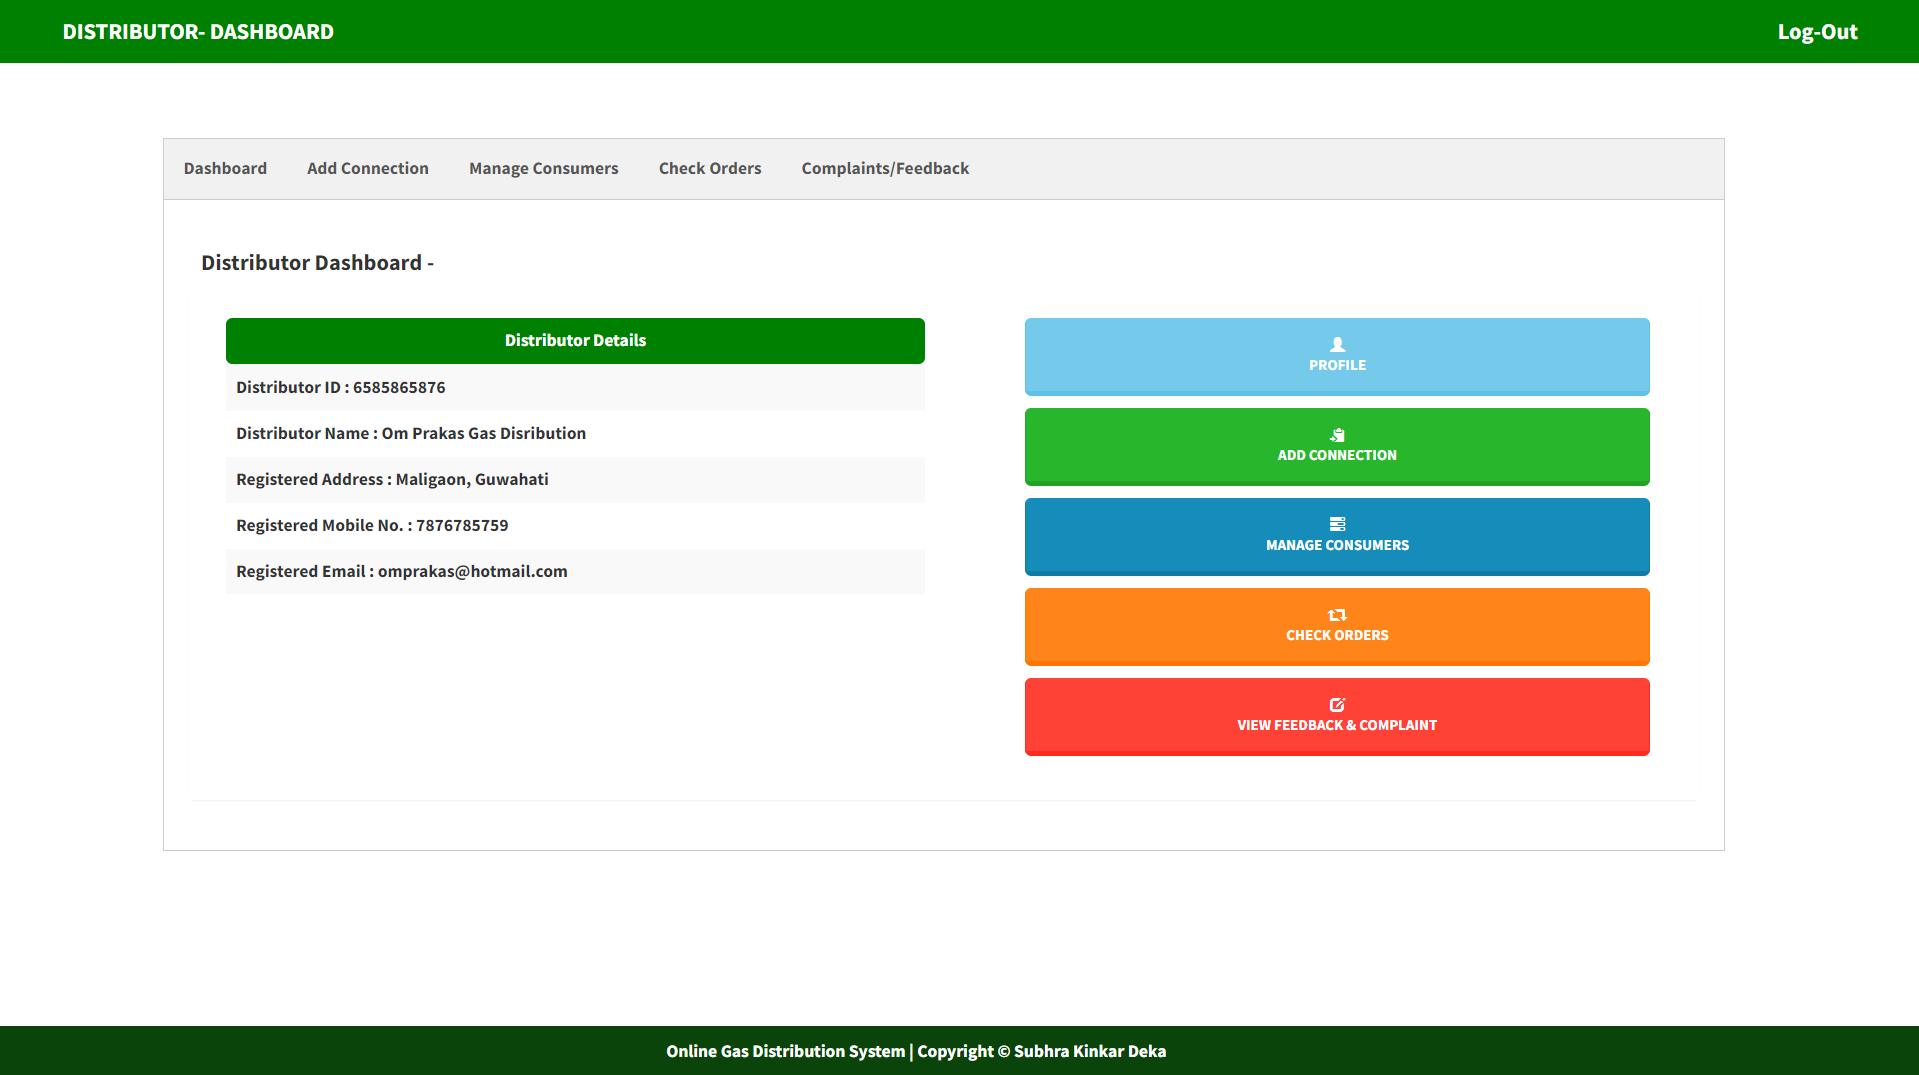 DISTRIBUTOR- DASHBOARD
Log-Out
Dashboard
Add Connection
Manage Consumers
Check Orders
Complaints/Feedback
Distributor Dashboard -
Distributor Details
Distributor ID : 6585865876
Distributor Name : Om Prakas Gas Disribution
Registered Address : Maligaon, Guwahati
Registered Mobile No. : 7876785759
Registered Email : omprakas@hotmail.com
PROFILE
ADD CONNECTION
MANAGE CONSUMERS
CHECK ORDERS
VIEW FEEDBACK & COMPLAINT
Online Gas Distribution System | Copyright © Subhra Kinkar Deka